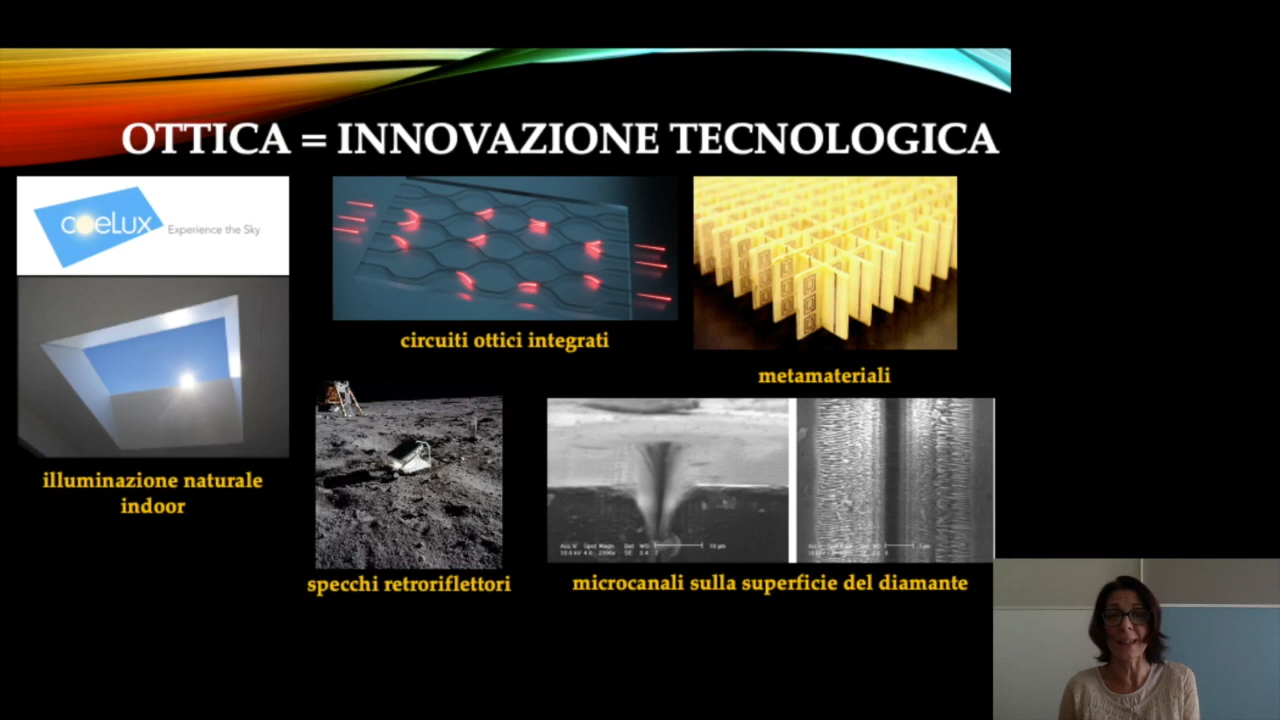 OTTICA = INNOVAZIONE TECNOLOGICA
coeLux Experience the Sky
circuiti ottici integrati
metamateriali
illuminazione naturale
indoor
specchi retroriflettori
microcanali sulla superficie del diamante